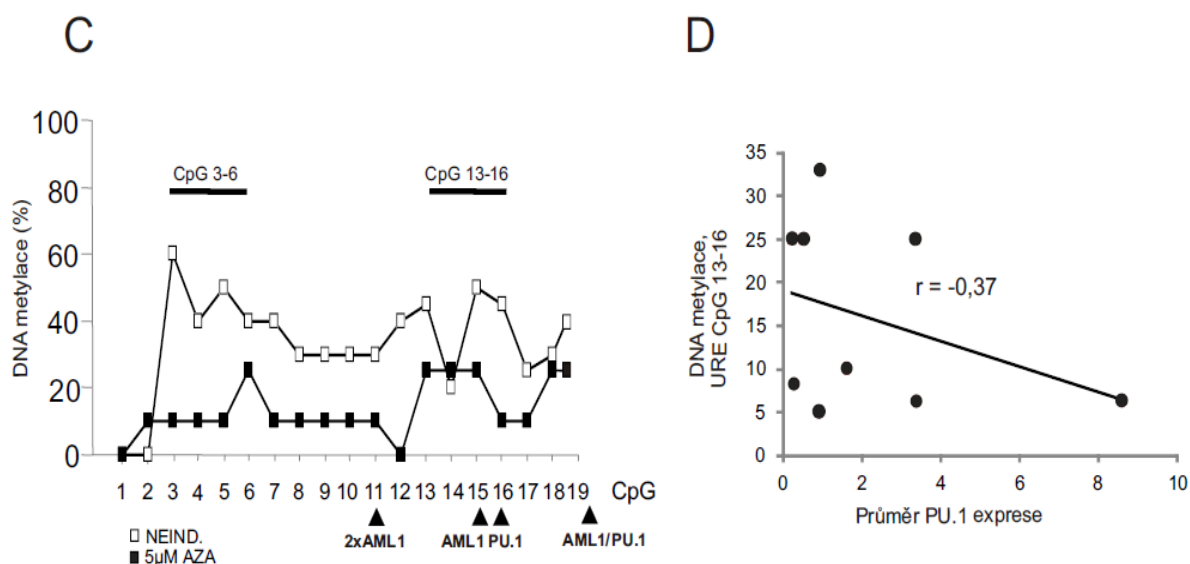 C
DNA metylace (%)
100
80
60
40
20
0
CpG 3-6
CpG 13-16
1 2 3 4 5 6 7 8 9 10 11 12 13 14 15 16 17 18 19 CpG
NEIND.
5µM AZA
2xAML1
AML1 PU.1
AML1/PU.1
D
DNA metylace,
URE CpG 13-16
35
30
25
20
15
10
5
0
r = -0,37
0 2 4 6 8 10
Průměr PU.1 exprese